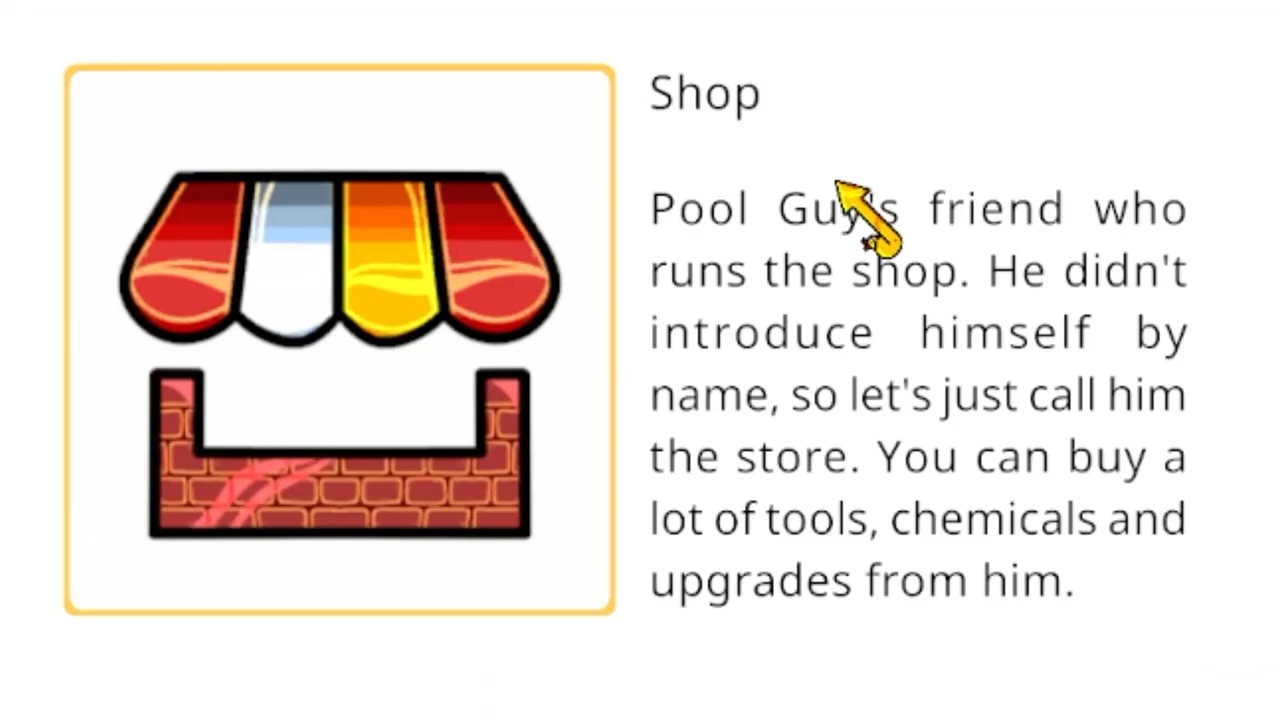 Shop
Pool Guy's friend who
runs the shop. He didn't
introduce himself by
name, so let's just call him
the store. You can buy a
lot of tools, chemicals and
upgrades from him.